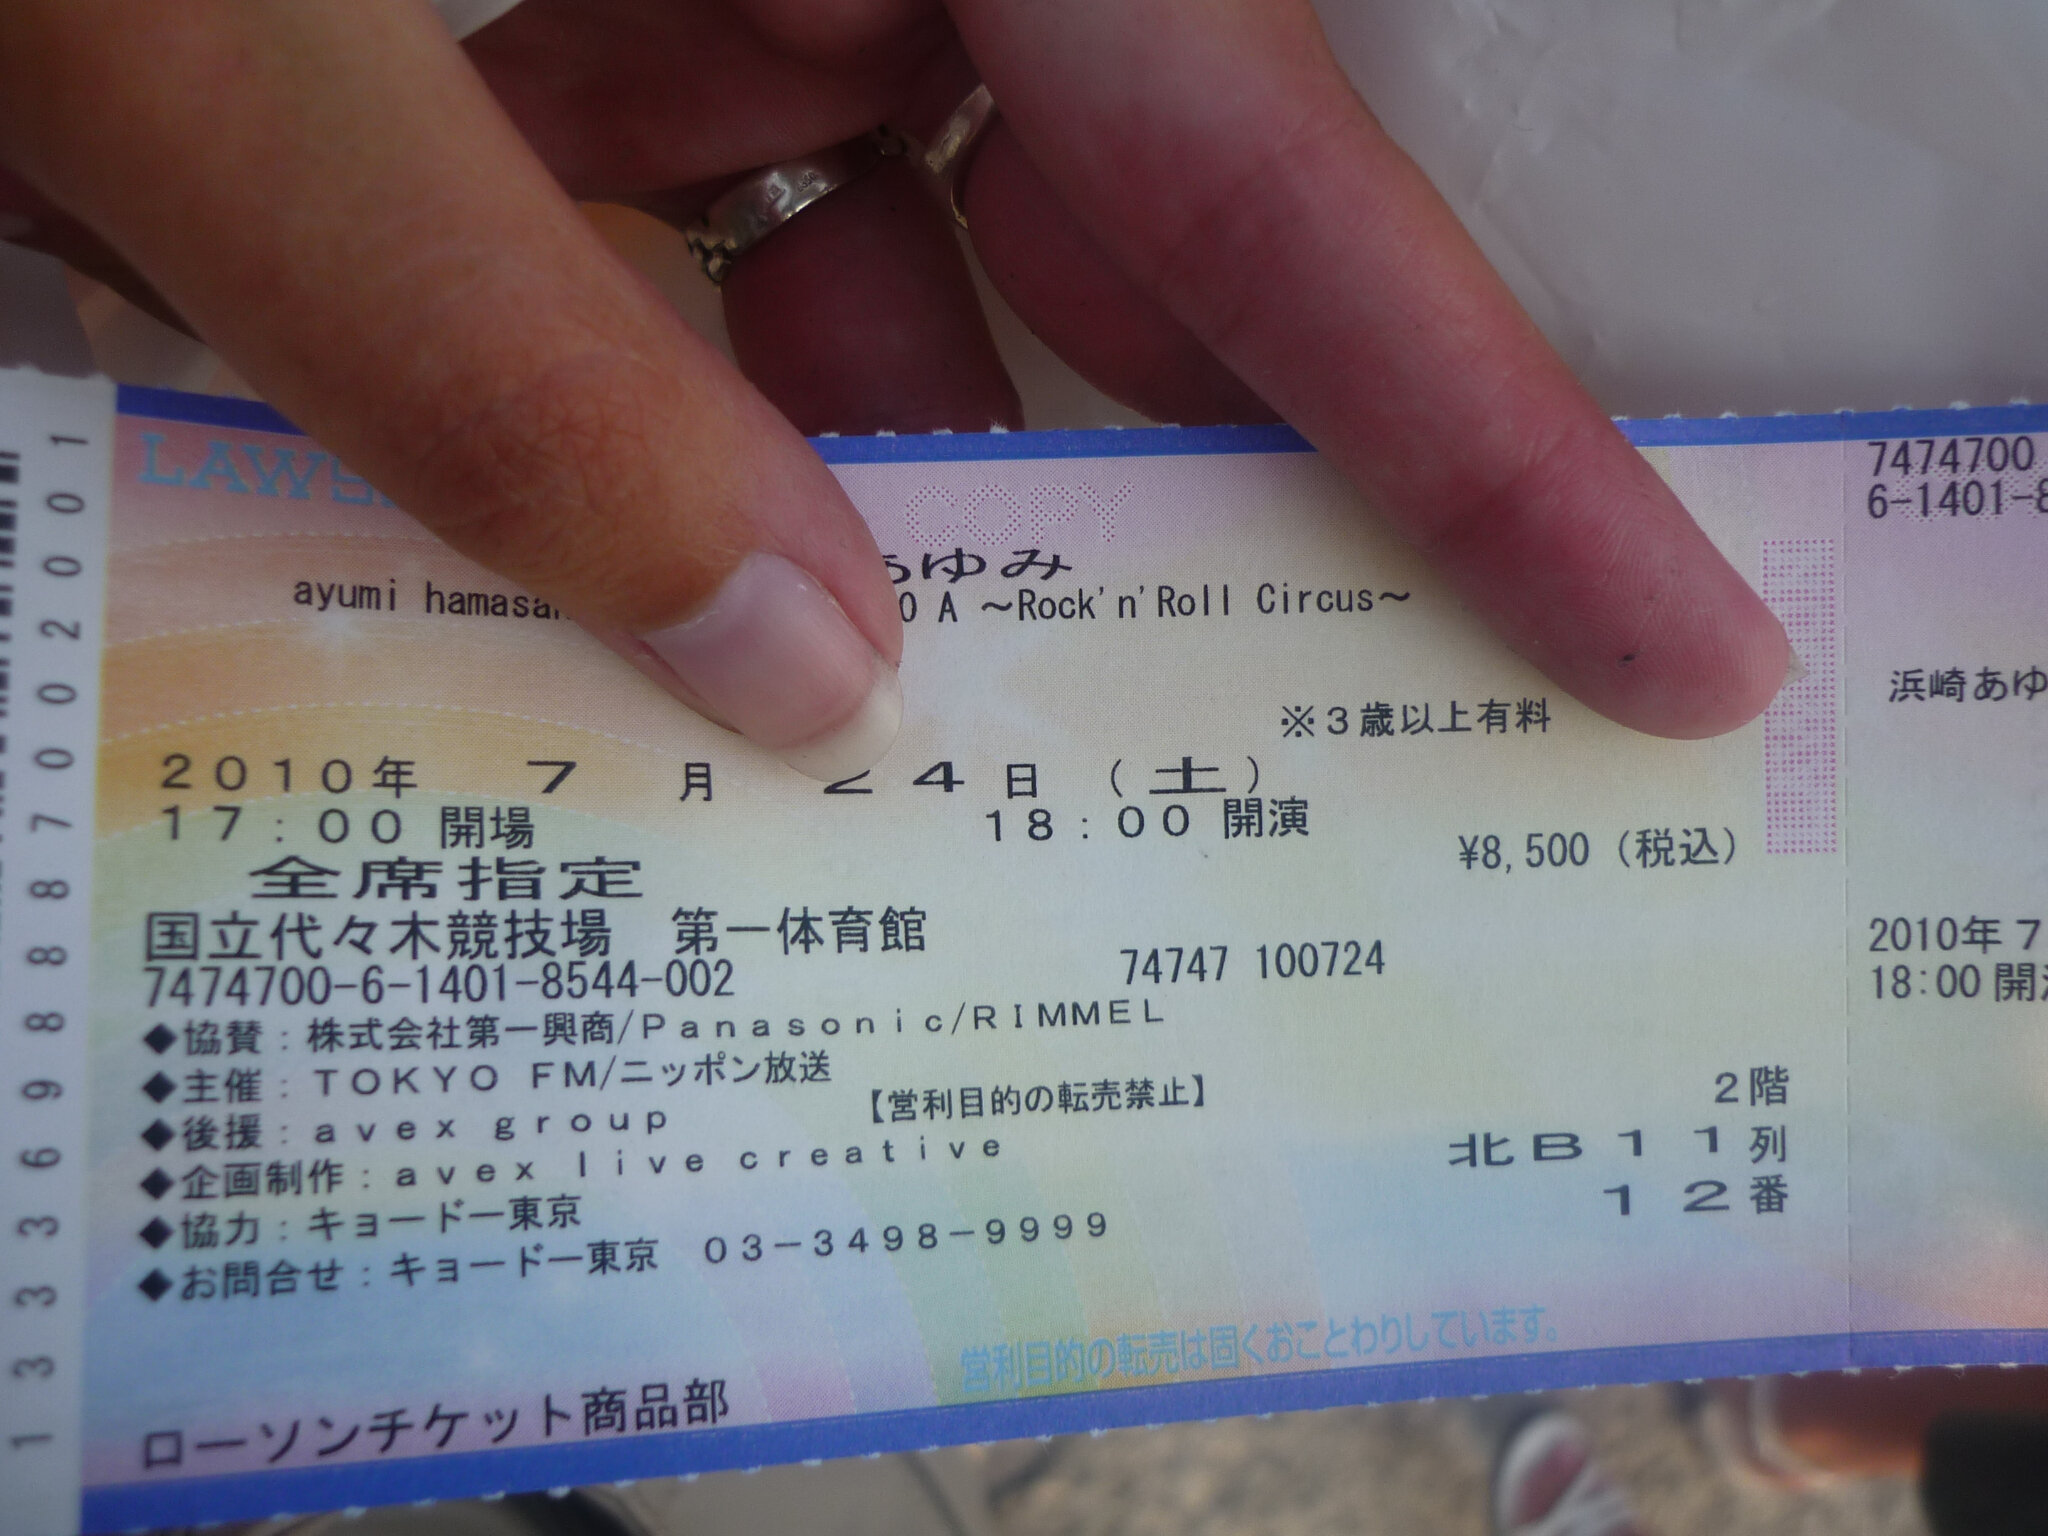 COPY
あゆみ
ayumi 0 A ～Rock'n'Roll Circus～
※3歳以上有料
2010年 7 月 24 日 (土)
17:00 開場 18:00 開演
¥8,500 (税込)
全席指定
国立代々木競技場 第一体育館
7474700-6-1401-8544-002 74747 100724
◆協賛:株式会社第一興商/Panasonic/RIMMEL
◆主催:TOKYO FM/ニッポン放送
◆後援:avex group 【営利目的の転売禁止】
◆企画制作:avex live creative
◆協力:キョードー東京
◆お問合せ:キョードー東京 03-3498-9999
2階
北B11列
12番
営利目的の転売は固くおことわりしています。
ローソンチケット商品部
7474700
6-1401-8
浜崎あゆ
2010年 7
18:00 開演
1336396888700702001